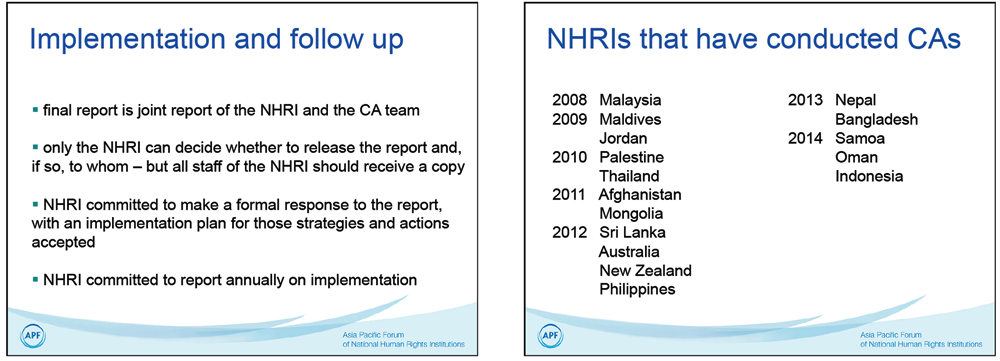 Implementation and follow up
▪ final report is joint report of the NHRI and the CA team
▪ only the NHRI can decide whether to release the report and,
if so, to whom – but all staff of the NHRI should receive a copy
▪ NHRI committed to make a formal response to the report,
with an implementation plan for those strategies and actions
accepted
▪ NHRI committed to report annually on implementation
APF
Asia Pacific Forum
of National Human Rights Institutions
NHRIs that have conducted CAs
2008 Malaysia
2009 Maldives
Jordan
2010 Palestine
Thailand
2011 Afghanistan
Mongolia
2012 Sri Lanka
Australia
New Zealand
Philippines
2013 Nepal
Bangladesh
2014 Samoa
Oman
Indonesia
APF
Asia Pacific Forum
of National Human Rights Institutions